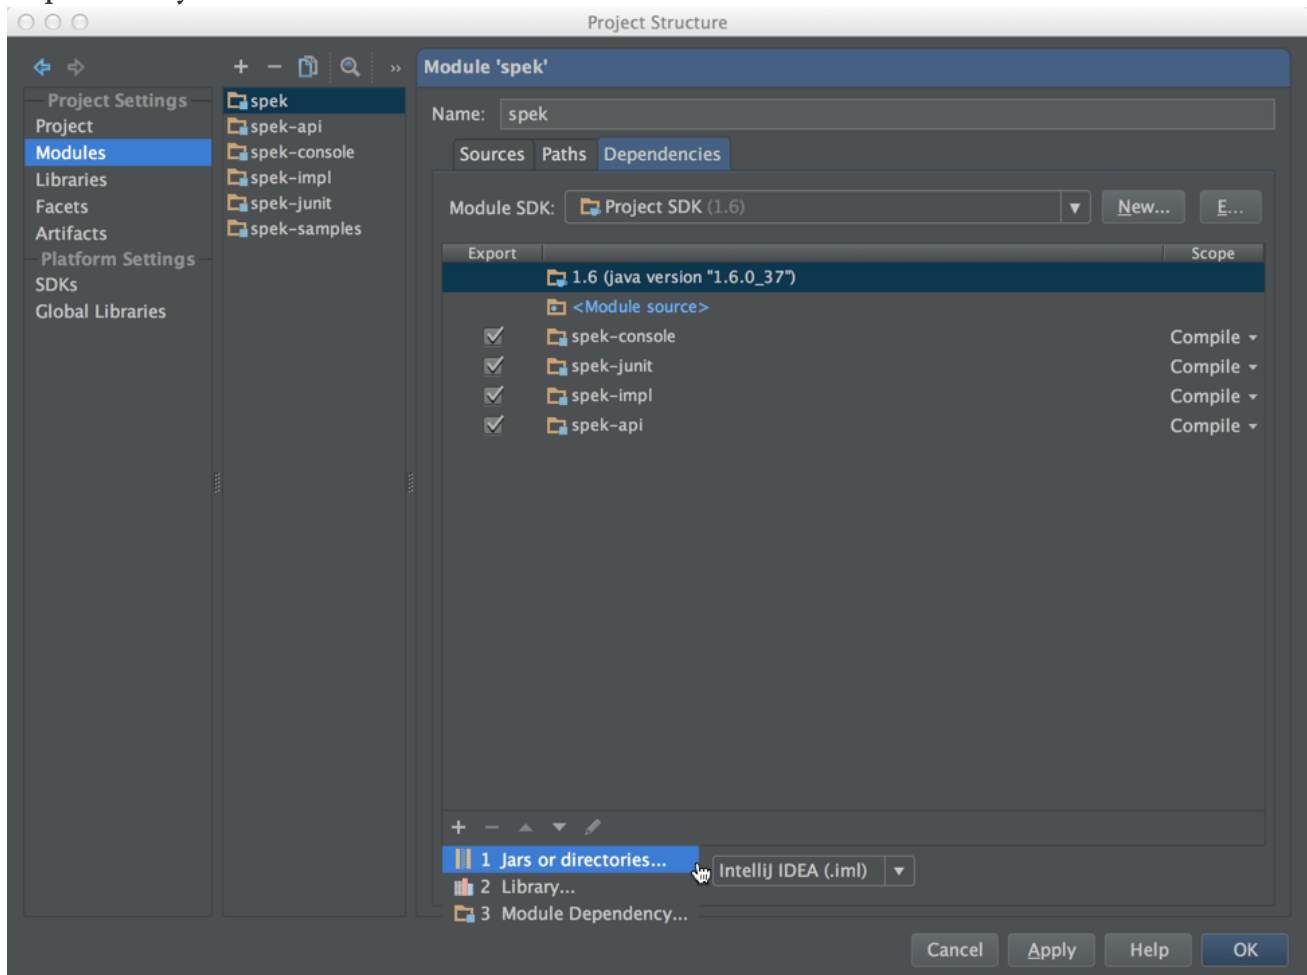 Project Structure
Module 'spek'
Project Settings
Project
Modules
Libraries
Facets
Artifacts
Platform Settings
SDKs
Global Libraries
spek
spek-api
spek-console
spek-impl
spek-junit
spek-samples
Name: spek
Sources Paths Dependencies
Module SDK: Project SDK (1.6) New... E...
Export Scope
1.6 (java version "1.6.0_37")
<Module source>
spek-console Compile
spek-junit Compile
spek-impl Compile
spek-api Compile
1 Jars or directories...
IntelliJ IDEA (.iml)
2 Library...
3 Module Dependency...
Cancel Apply Help OK